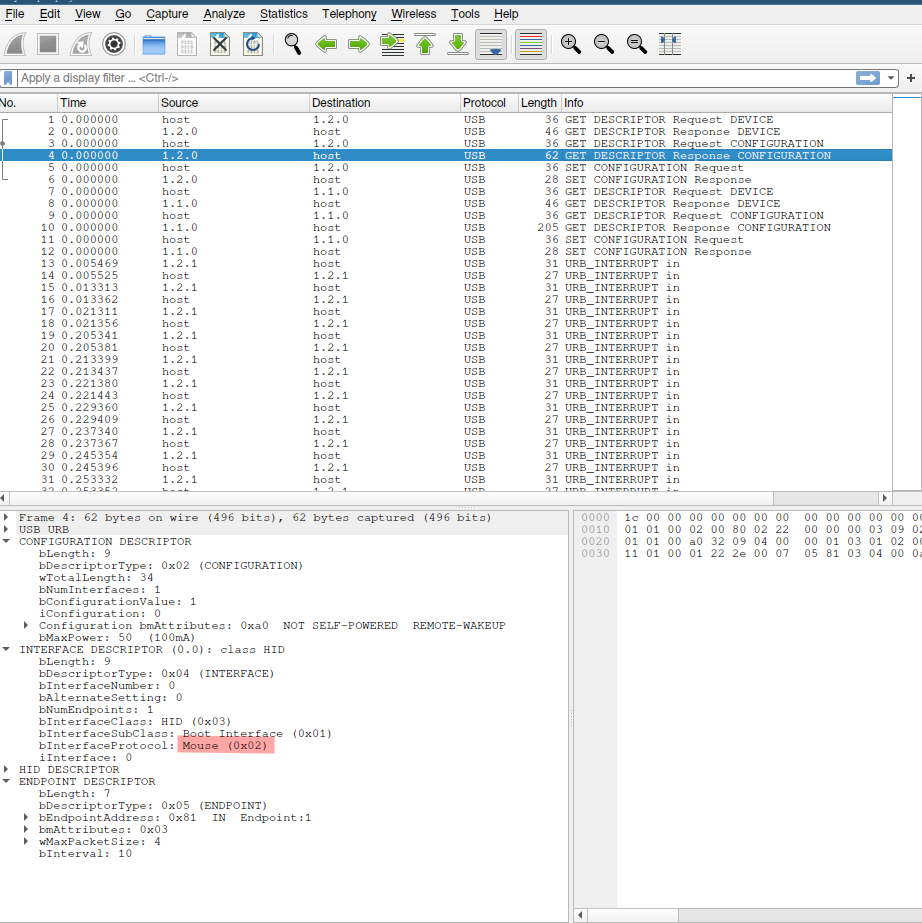 File Edit View Go Capture Analyze Statistics Telephony Wireless Tools Help
Apply a display filter ... <Ctrl-/>
No. Time Source Destination Protocol Length Info
1 0.000000 host 1.2.0 USB 36 GET DESCRIPTOR Request DEVICE
2 0.000000 1.2.0 host USB 46 GET DESCRIPTOR Response DEVICE
3 0.000000 host 1.2.0 USB 36 GET DESCRIPTOR Request CONFIGURATION
4 0.000000 1.2.0 host USB 62 GET DESCRIPTOR Response CONFIGURATION
5 0.000000 host 1.2.0 USB 36 SET CONFIGURATION Request
6 0.000000 1.2.0 host USB 28 SET CONFIGURATION Response
7 0.000000 host 1.1.0 USB 36 GET DESCRIPTOR Request DEVICE
8 0.000000 1.1.0 host USB 46 GET DESCRIPTOR Response DEVICE
9 0.000000 host 1.1.0 USB 36 GET DESCRIPTOR Request CONFIGURATION
10 0.000000 1.1.0 host USB 205 GET DESCRIPTOR Response CONFIGURATION
11 0.000000 host 1.1.0 USB 36 SET CONFIGURATION Request
12 0.000000 1.1.0 host USB 28 SET CONFIGURATION Response
13 0.005469 1.2.1 host USB 31 URB_INTERRUPT in
14 0.005525 host 1.2.1 USB 27 URB_INTERRUPT in
15 0.013313 1.2.1 host USB 31 URB_INTERRUPT in
16 0.013362 host 1.2.1 USB 27 URB_INTERRUPT in
17 0.021311 1.2.1 host USB 31 URB_INTERRUPT in
18 0.021356 host 1.2.1 USB 27 URB_INTERRUPT in
19 0.205341 1.2.1 host USB 31 URB_INTERRUPT in
20 0.205381 host 1.2.1 USB 27 URB_INTERRUPT in
21 0.213399 1.2.1 host USB 31 URB_INTERRUPT in
22 0.213437 host 1.2.1 USB 27 URB_INTERRUPT in
23 0.221380 1.2.1 host USB 31 URB_INTERRUPT in
24 0.221443 host 1.2.1 USB 27 URB_INTERRUPT in
25 0.229360 1.2.1 host USB 31 URB_INTERRUPT in
26 0.229409 host 1.2.1 USB 27 URB_INTERRUPT in
27 0.237340 1.2.1 host USB 31 URB_INTERRUPT in
28 0.237367 host 1.2.1 USB 27 URB_INTERRUPT in
29 0.245354 1.2.1 host USB 31 URB_INTERRUPT in
30 0.245396 host 1.2.1 USB 27 URB_INTERRUPT in
31 0.253332 1.2.1 host USB 31 URB_INTERRUPT in
Frame 4: 62 bytes on wire (496 bits), 62 bytes captured (496 bits)
USB URB
CONFIGURATION DESCRIPTOR
bLength: 9
bDescriptorType: 0x02 (CONFIGURATION)
wTotalLength: 34
bNumInterfaces: 1
bConfigurationValue: 1
iConfiguration: 0
Configuration bmAttributes: 0xa0 NOT SELF-POWERED REMOTE-WAKEUP
bMaxPower: 50 (100mA)
INTERFACE DESCRIPTOR (0.0): class HID
bLength: 9
bDescriptorType: 0x04 (INTERFACE)
bInterfaceNumber: 0
bAlternateSetting: 0
bNumEndpoints: 1
bInterfaceClass: HID (0x03)
bInterfaceSubClass: Boot Interface (0x01)
bInterfaceProtocol: Mouse (0x02)
iInterface: 0
HID DESCRIPTOR
ENDPOINT DESCRIPTOR
bLength: 7
bDescriptorType: 0x05 (ENDPOINT)
bEndpointAddress: 0x81 IN Endpoint:1
bmAttributes: 0x03
wMaxPacketSize: 4
bInterval: 10
0000 1c 00 00 00 00 00 00 00 00 00 00 00 00 00
0010 01 01 00 02 00 80 02 22 00 00 00 03 09 02
0020 01 01 00 a0 32 09 04 00 00 01 03 01 02 00
0030 11 01 00 01 22 2e 00 07 05 81 03 04 00 0a